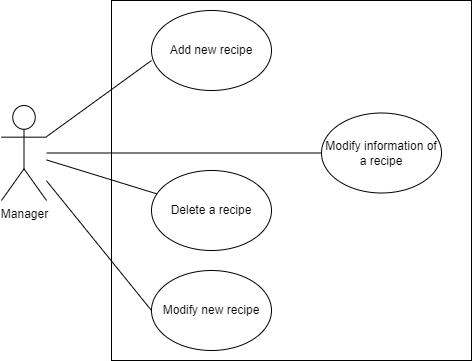 Add new recipe
Modify information of
a recipe
Delete a recipe
Manager
Modify new recipe